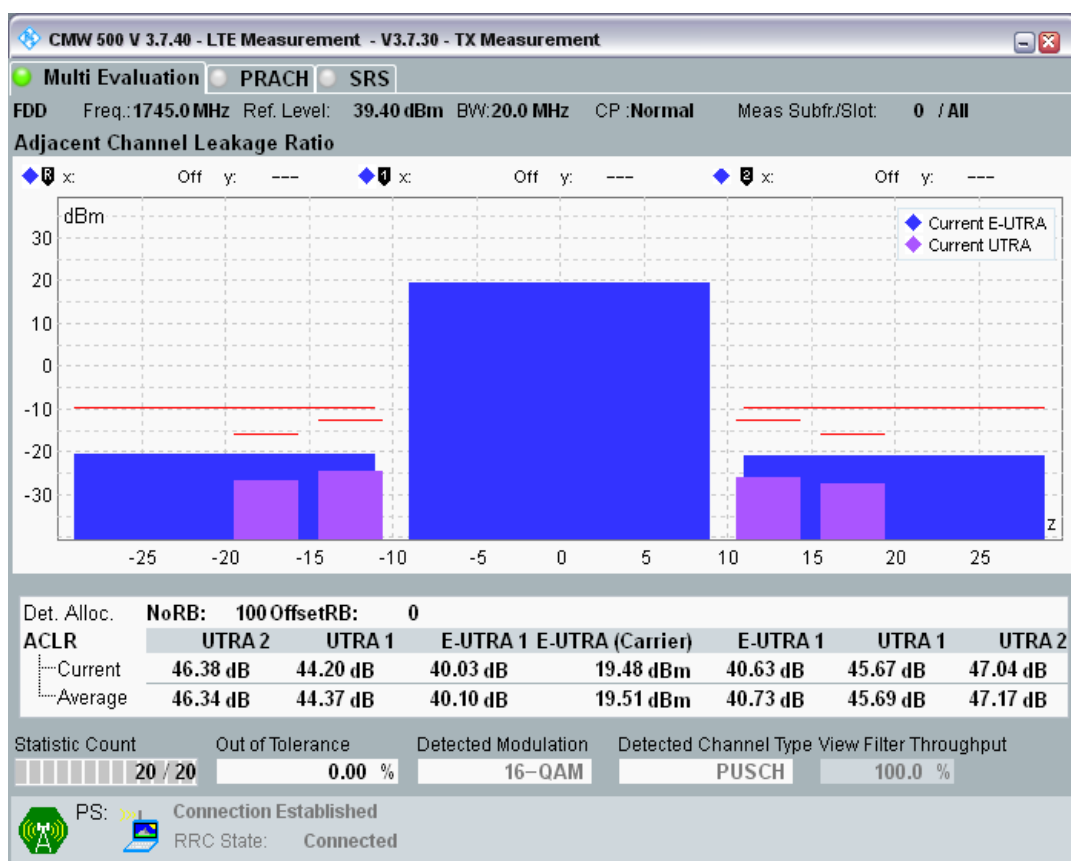 CMW 500 V 3.7.40 - LTE Measurement - V3.7.30 - TX Measurement
Multi Evaluation PRACH SRS
FDD Freq.: 1745.0 MHz Ref. Level: 39.40 dBm BW: 20.0 MHz CP : Normal Meas Subfr./Slot: 0 / All
Adjacent Channel Leakage Ratio
R x: Off y: --- 1 x: Off y: --- 2 x: Off y: ---
dBm
Current E-UTRA
Current UTRA
30
20
10
0
-10
-20
-30
z
-25 -20 -15 -10 -5 0 5 10 15 20 25
Det. Alloc. NoRB: 100 OffsetRB: 0
ACLR UTRA 2 UTRA 1 E-UTRA 1 E-UTRA (Carrier) E-UTRA 1 UTRA 1 UTRA 2
Current 46.38 dB 44.20 dB 40.03 dB 19.48 dBm 40.63 dB 45.67 dB 47.04 dB
Average 46.34 dB 44.37 dB 40.10 dB 19.51 dBm 40.73 dB 45.69 dB 47.17 dB
Statistic Count Out of Tolerance Detected Modulation Detected Channel Type View Filter Throughput
20 / 20 0.00 % 16-QAM PUSCH 100.0 %
PS: Connection Established
RRC State: Connected